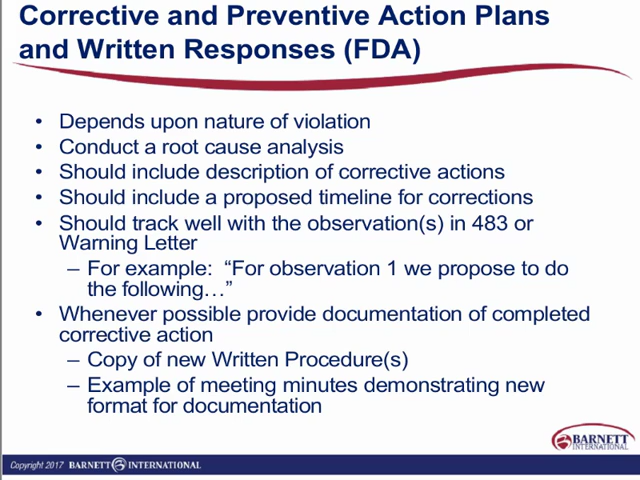 Corrective and Preventive Action Plans
and Written Responses (FDA)
• Depends upon nature of violation
• Conduct a root cause analysis
• Should include description of corrective actions
• Should include a proposed timeline for corrections
• Should track well with the observation(s) in 483 or
Warning Letter
– For example: “For observation 1 we propose to do
the following…”
• Whenever possible provide documentation of completed
corrective action
– Copy of new Written Procedure(s)
– Example of meeting minutes demonstrating new
format for documentation
BARNETT
INTERNATIONAL
Copyright 2017 BARNETT INTERNATIONAL